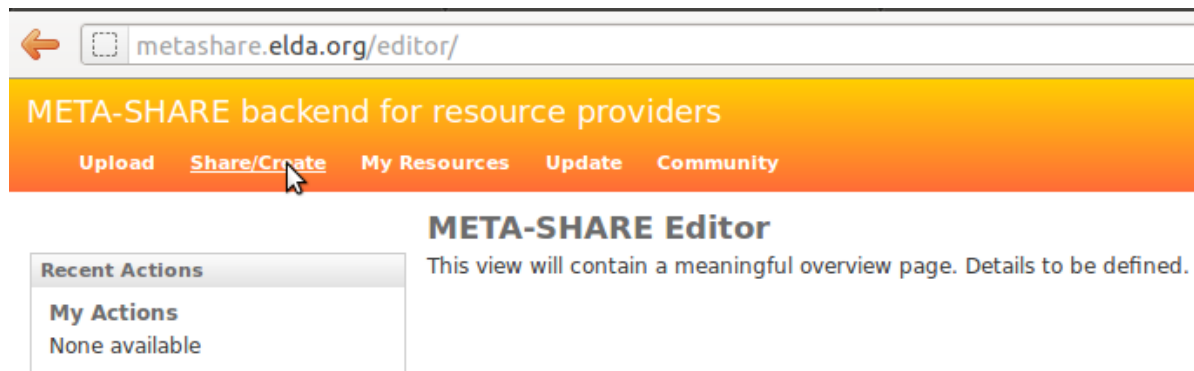 metashare.elda.org/editor/
META-SHARE backend for resource providers
Upload Share/Create My Resources Update Community
META-SHARE Editor
This view will contain a meaningful overview page. Details to be defined.
Recent Actions
My Actions
None available